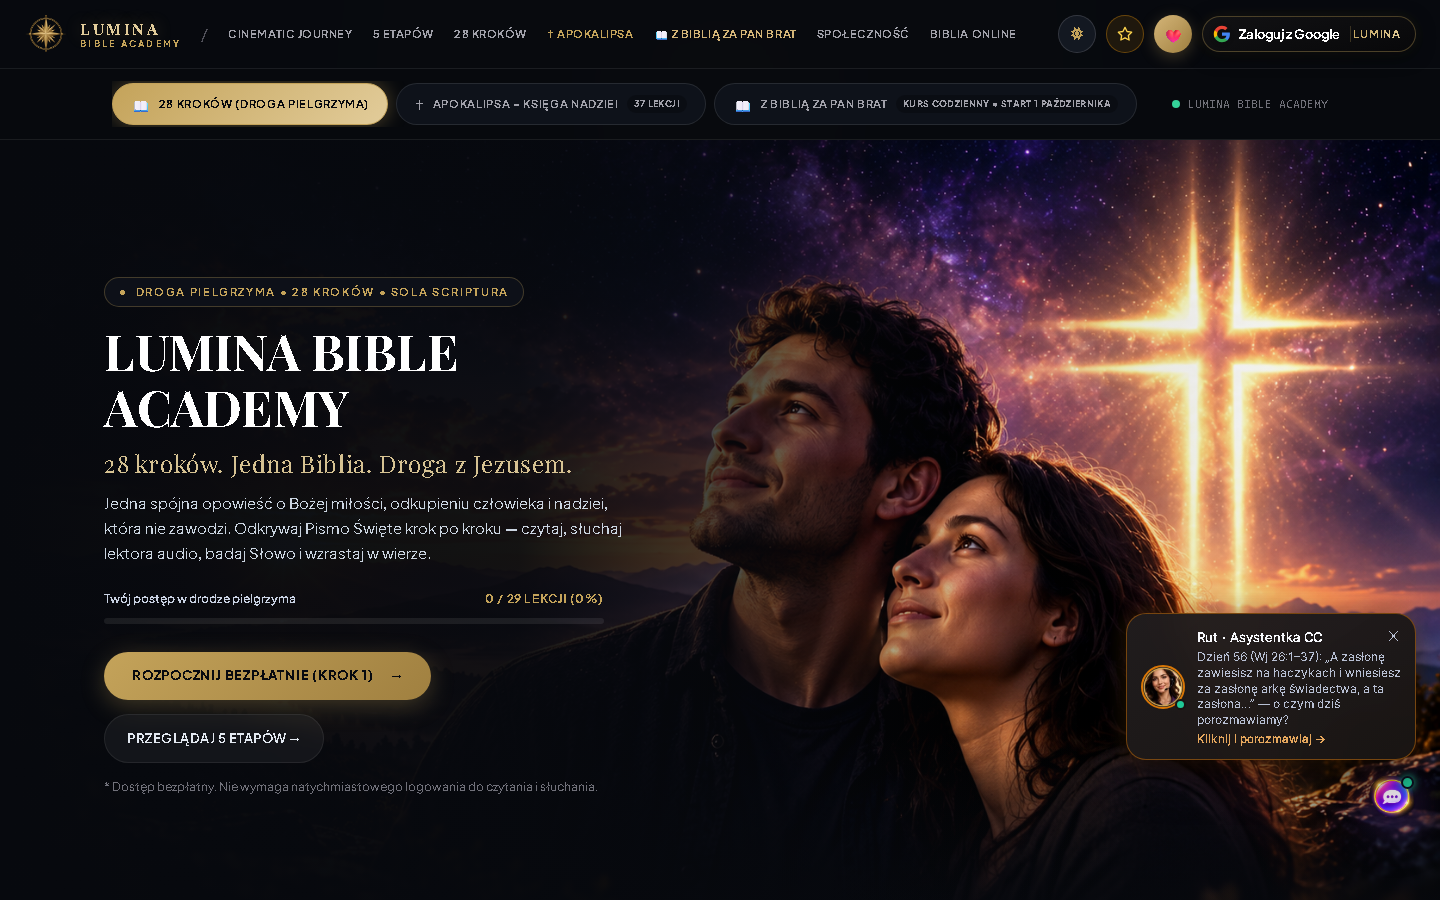 LUMINA
BIBLE ACADEMY
/
CINEMATIC JOURNEY
5 ETAPÓW
28 KROKÓW
† APOKALIPSA
📖 Z BIBLIĄ ZA PAN BRAT
SPOŁECZNOŚĆ
BIBLIA ONLINE
Zaloguj z Google
LUMINA
📖 28 KROKÓW (DROGA PIELGRZYMA)
† APOKALIPSA – KSIĘGA NADZIEI 37 LEKCJI
📖 Z BIBLIĄ ZA PAN BRAT KURS CODZIENNY • START 1 PAŹDZIERNIKA
LUMINA BIBLE ACADEMY
• DROGA PIELGRZYMA • 28 KROKÓW • SOLA SCRIPTURA
LUMINA BIBLE
ACADEMY
28 kroków. Jedna Biblia. Droga z Jezusem.
Jedna spójna opowieść o Bożej miłości, odkupieniu człowieka i nadziei,
która nie zawodzi. Odkrywaj Pismo Święte krok po kroku — czytaj, słuchaj
lektora audio, badaj Słowo i wzrastaj w wierze.
Twój postęp w drodze pielgrzyma
0 / 29 LEKCJI (0%)
ROZPOCZNIJ BEZPŁATNIE (KROK 1) →
PRZEGLĄDAJ 5 ETAPÓW →
* Dostęp bezpłatny. Nie wymaga natychmiastowego logowania do czytania i słuchania.
Rut · Asystentka CC
Dzień 56 (Wj 26:1–37): „A zasłonę
zawiesisz na haczykach i wniesiesz
za zasłonę arkę świadectwa, a ta
zasłona…” — o czym dziś
porozmawiamy?
Kliknij i porozmawiaj →